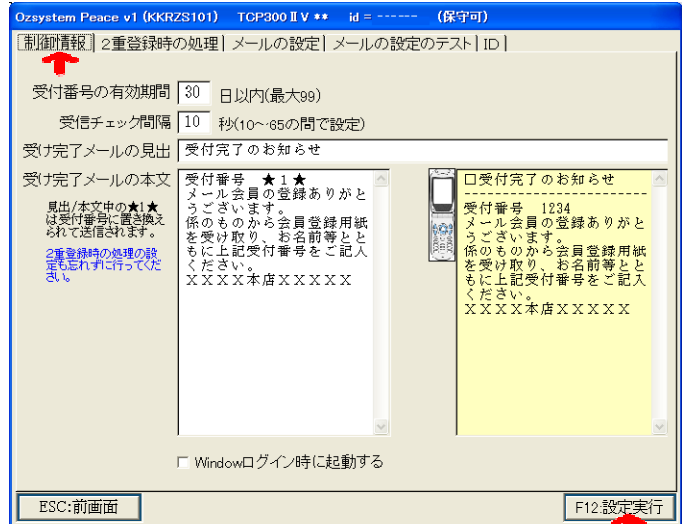 Ozsystem Peace v1 (KKRZS101) TCP300ⅡV ** id = ------ (保守可)
制御情報 2重登録時の処理 メールの設定 メールの設定のテスト ID
受付番号の有効期間 30 日以内(最大99)
受信チェック間隔 10 秒(10～65の間で設定)
受け完了メールの見出 受付完了のお知らせ
受け完了メールの本文
見出/本文中の★1★
は受付番号に置き換え
られて送信されます。
2重登録時の処理の設
定も忘れずに行ってくだ
さい。
受付番号 ★1★
メール会員の登録ありがと
うございます。
係のものから会員登録用紙
を受け取り、お名前等とと
もに上記受付番号をご記入
ください。
XXXX本店XXXXX
口受付完了のお知らせ
--------------------------
受付番号 1234
メール会員の登録ありがと
うございます。
係のものから会員登録用紙
を受け取り、お名前等とと
もに上記受付番号をご記入
ください。
XXXX本店XXXXX
Windowログイン時に起動する
ESC:前画面 F12:設定実行